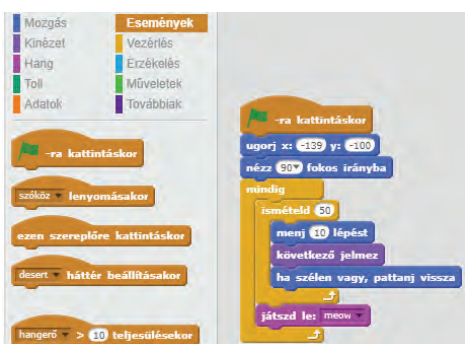 Mozgás
Események
Kinézet
Vezérlés
Hang
Érzékelés
Toll
Műveletek
Adatok
Továbbiak
-ra kattintáskor
szóköz lenyomásakor
ezen szereplőre kattintáskor
desert háttér beállításakor
hangerő > 10 teljesülésekor
-ra kattintáskor
ugorj x: -139 y: -100
nézz 90 fokos irányba
mindig
ismételd 50
menj 10 lépést
következő jelmez
ha szélen vagy, pattanj vissza
játszd le: meow